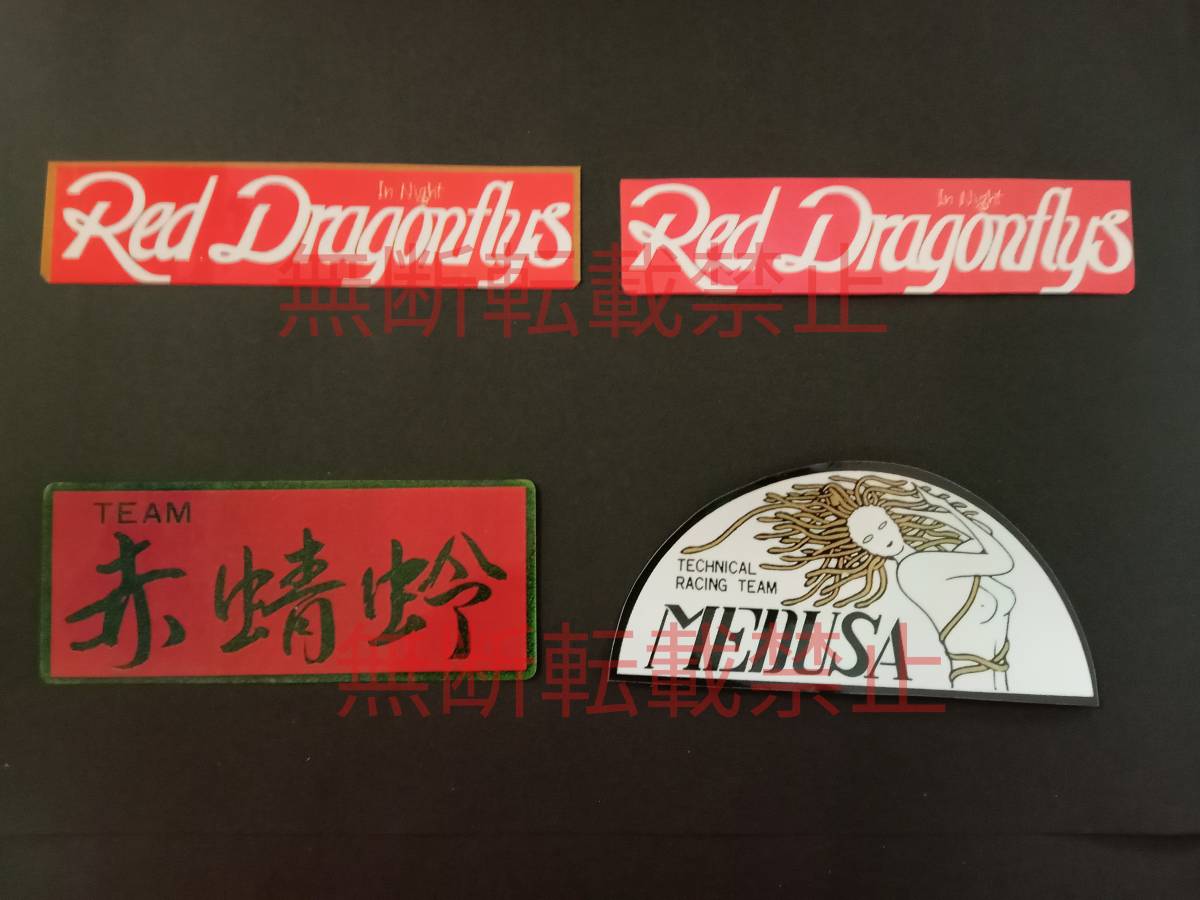 In Night
Red Dragonflys
In Night
Red Dragonflys
無断転載禁止
TEAM
赤蜻蛉
TECHNICAL
RACING TEAM
MEDUSA
無断転載禁止